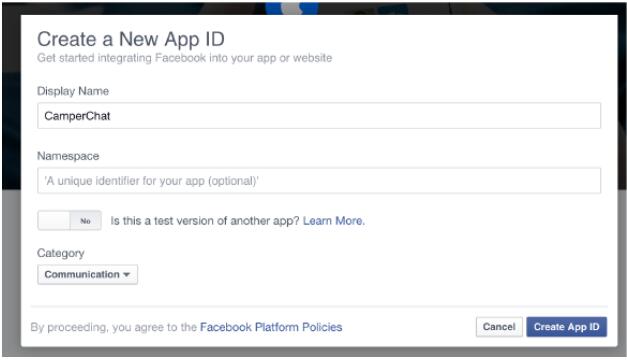 Create a New App ID
Get started integrating Facebook into your app or website
Display Name
CamperChat
Namespace
'A unique identifier for your app (optional)'
No Is this a test version of another app? Learn More.
Category
Communication
By proceeding, you agree to the Facebook Platform Policies Cancel Create App ID